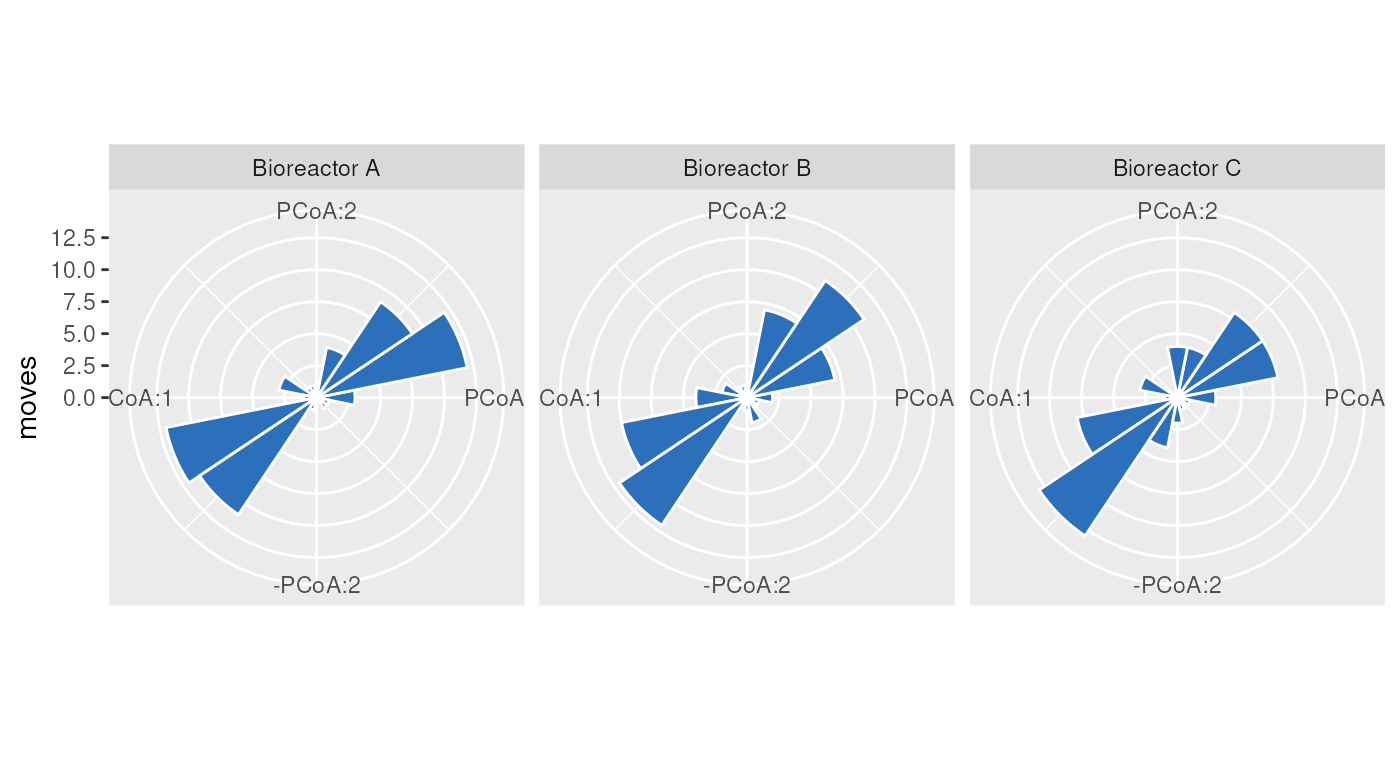 Bioreactor A
Bioreactor B
Bioreactor C
PCoA:2
PCoA:2
PCoA:2
12.5
10.0
7.5
5.0
2.5
0.0
moves
CoA:1
PCoA
CoA:1
PCoA
CoA:1
PCoA
-PCoA:2
-PCoA:2
-PCoA:2